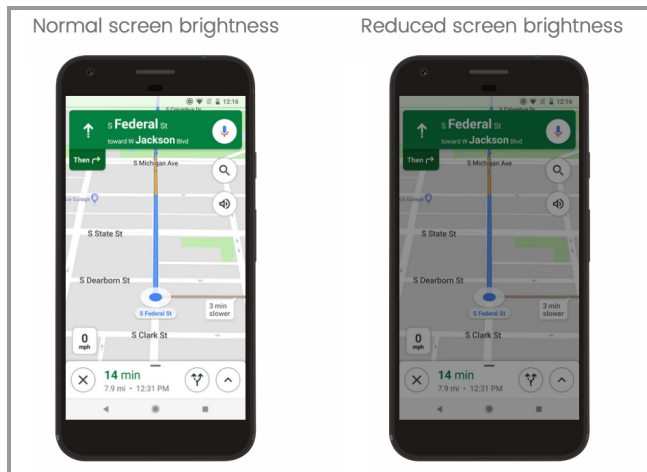 Normal screen brightness
Reduced screen brightness
12:16
S Columbus Dr
S Federal St
toward W Jackson Blvd
Then
S Michigan Ave
S State St
S Dearborn St
3 min
slower
S Federal St
0
mph
S Clark St
14 min
7.9 mi • 12:31 PM
12:16
S Federal St
toward W Jackson Blvd
Then
S Michigan Ave
S State St
S Dearborn St
3 min
slower
S Federal St
0
mph
S Clark St
14 min
7.9 mi • 12:31 PM